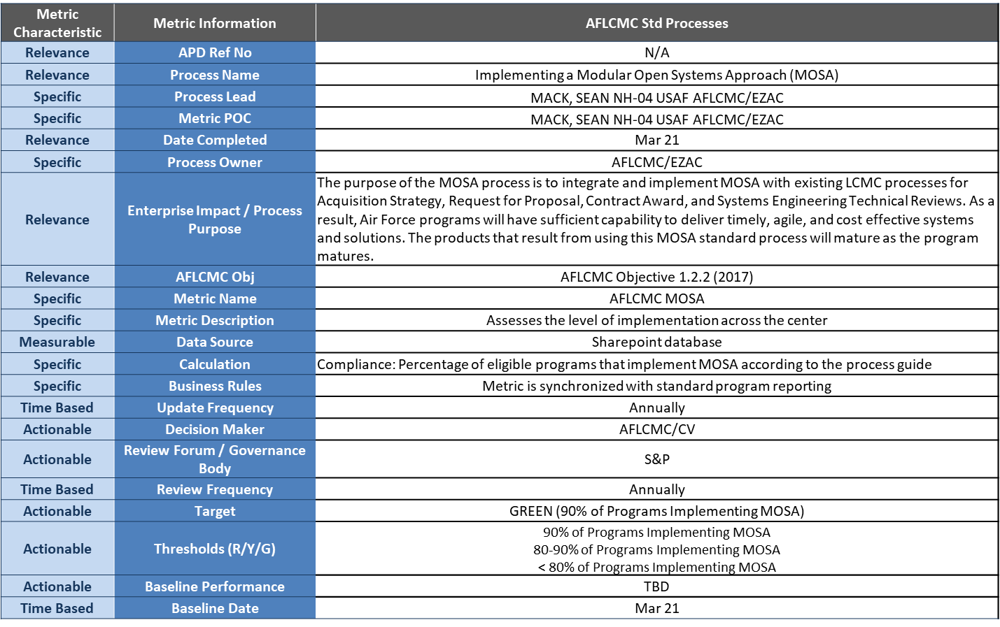 Metric
Characteristic
Metric Information
AFLCMC Std Processes
Relevance
APD Ref No
N/A
Relevance
Process Name
Implementing a Modular Open Systems Approach (MOSA)
Specific
Process Lead
MACK, SEAN NH-04 USAF AFLCMC/EZAC
Specific
Metric POC
MACK, SEAN NH-04 USAF AFLCMC/EZAC
Relevance
Date Completed
Mar 21
Specific
Process Owner
AFLCMC/EZAC
Relevance
Enterprise Impact / Process
Purpose
The purpose of the MOSA process is to integrate and implement MOSA with existing LCMC processes for
Acquisition Strategy, Request for Proposal, Contract Award, and Systems Engineering Technical Reviews. As a
result, Air Force programs will have sufficient capability to deliver timely, agile, and cost effective systems
and solutions. The products that result from using this MOSA standard process will mature as the program
matures.
Relevance
AFLCMC Obj
AFLCMC Objective 1.2.2 (2017)
Specific
Metric Name
AFLCMC MOSA
Specific
Metric Description
Assesses the level of implementation across the center
Measurable
Data Source
Sharepoint database
Specific
Calculation
Compliance: Percentage of eligible programs that implement MOSA according to the process guide
Specific
Business Rules
Metric is synchronized with standard program reporting
Time Based
Update Frequency
Annually
Actionable
Decision Maker
AFLCMC/CV
Actionable
Review Forum / Governance
Body
S&P
Time Based
Review Frequency
Annually
Actionable
Target
GREEN (90% of Programs Implementing MOSA)
Actionable
Thresholds (R/Y/G)
90% of Programs Implementing MOSA
80-90% of Programs Implementing MOSA
< 80% of Programs Implementing MOSA
Actionable
Baseline Performance
TBD
Time Based
Baseline Date
Mar 21